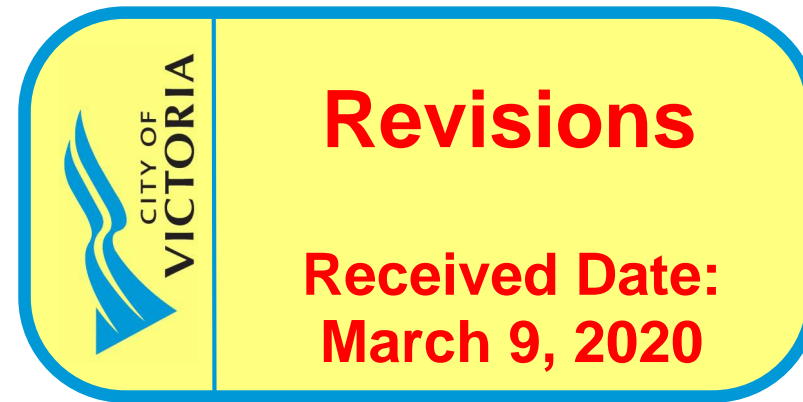 CITY OF
VICTORIA
Revisions
Received Date:
March 9, 2020